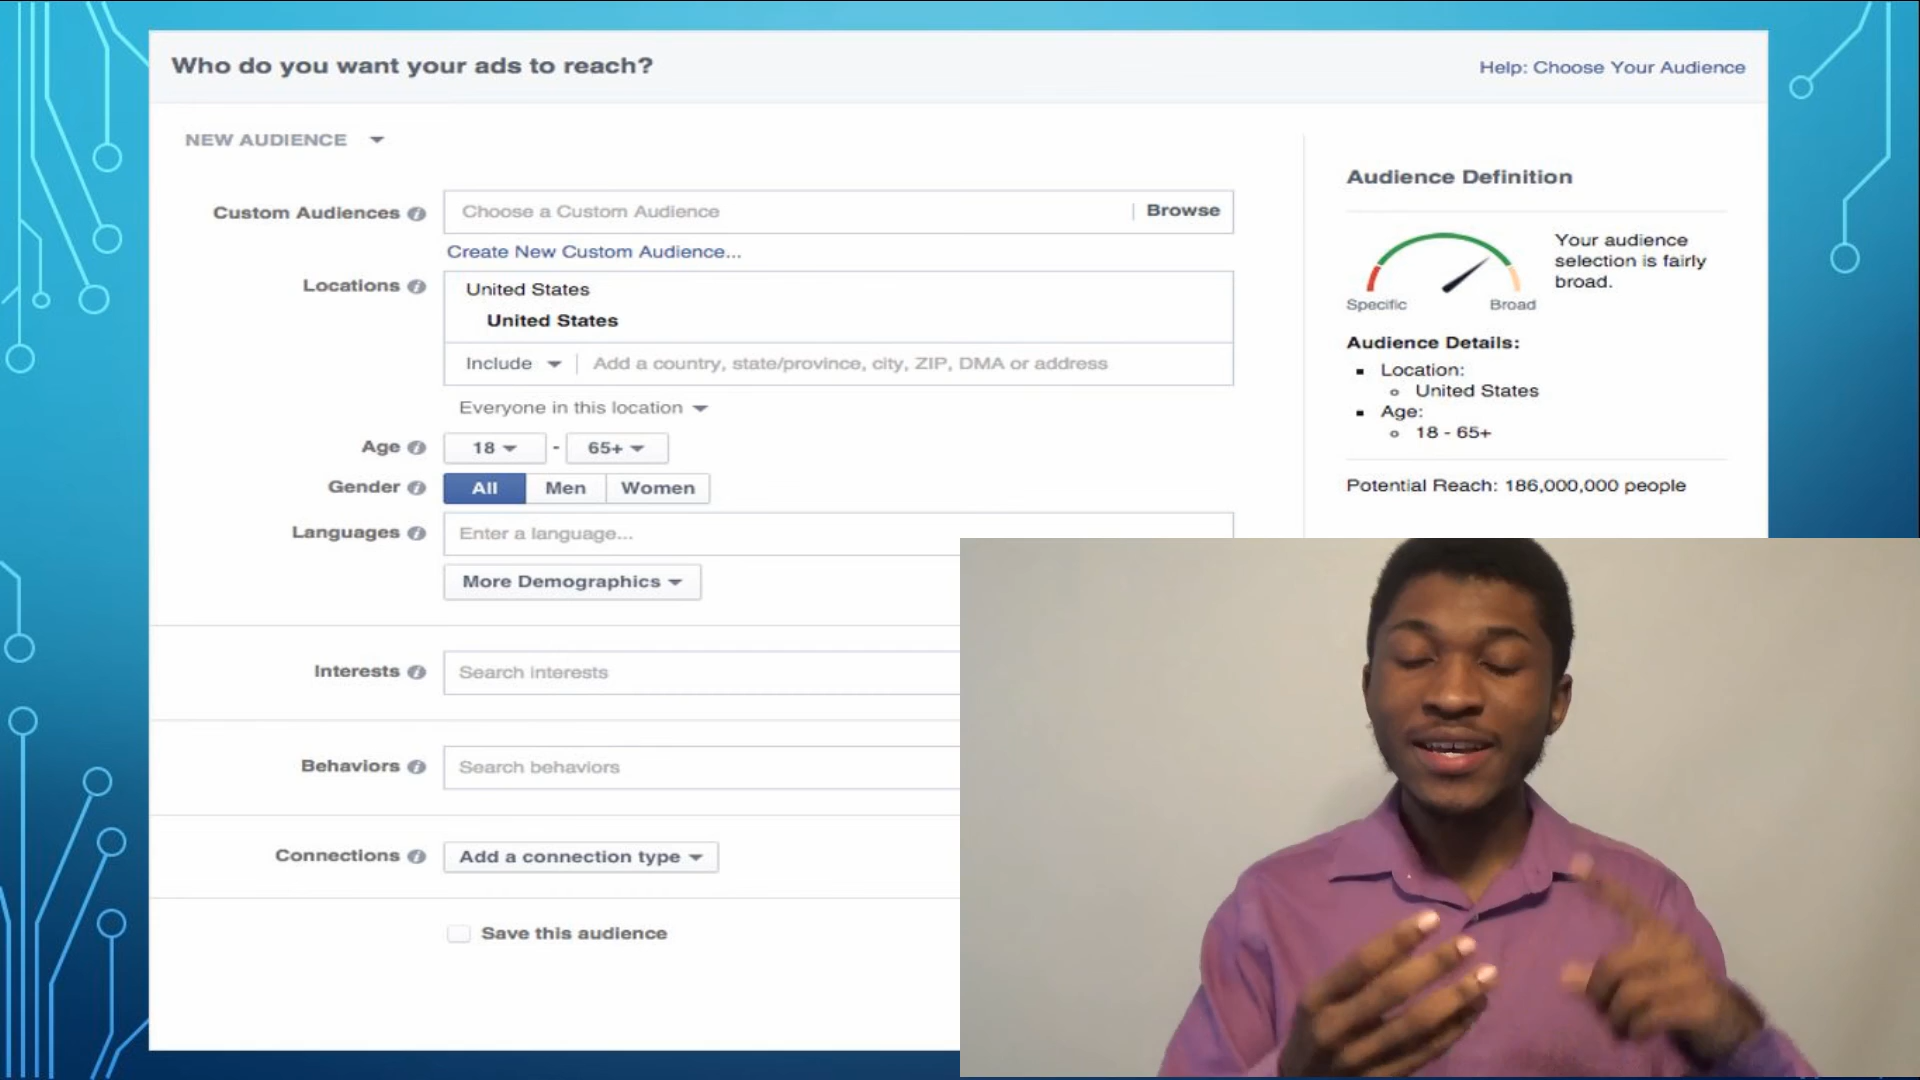 Who do you want your ads to reach?
Help: Choose Your Audience
NEW AUDIENCE
Custom Audiences
Choose a Custom Audience
Browse
Create New Custom Audience...
Locations
United States
United States
Include
Add a country, state/province, city, ZIP, DMA or address
Everyone in this location
Age
18 - 65+
Gender
All Men Women
Languages
Enter a language...
More Demographics
Interests
Search interests
Behaviors
Search behaviors
Connections
Add a connection type
Save this audience
Audience Definition
Your audience
selection is fairly
broad.
Specific
Broad
Audience Details:
Location:
United States
Age:
18 - 65+
Potential Reach: 186,000,000 people